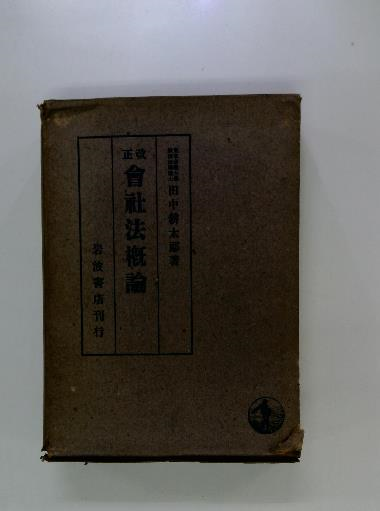 田中耕太郎著
改正
會社法概論
岩波書店刊行